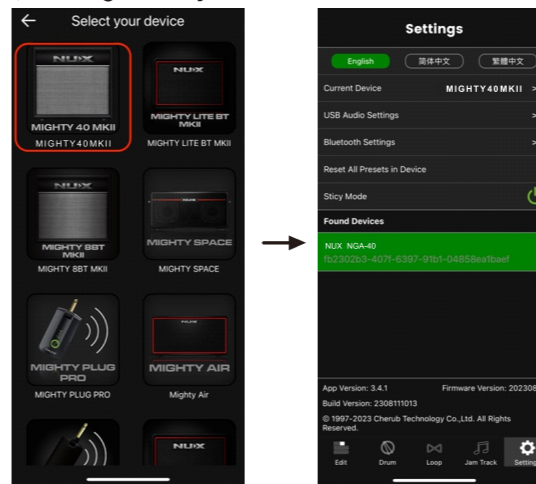 Select your device
NUX
MIGHTY 40 MKII
MIGHTY40MKII
NUX
MIGHTY LITE BT
MKII
MIGHTY LITE BT MKII
NUX
MIGHTY 8BT
MKII
MIGHTY 8BT MKII
MIGHTY SPACE
MIGHTY SPACE
MIGHTY PLUG
PRO
MIGHTY PLUG PRO
MIGHTY AIR
Mighty Air
NUX
Settings
English
简体中文
繁體中文
Current Device MIGHTY40MKII >
USB Audio Settings >
Bluetooth Settings >
Reset All Presets in Device
Sticy Mode
Found Devices
NUX NGA-40
fb2302b3-407f-6397-91b1-04858ea1baef
App Version: 3.4.1 Firmware Version: 202308
Build Version: 2308111013
© 1997-2023 Cherub Technology Co.,Ltd. All Rights
Reserved.
Edit Drum Loop Jam Track Setting